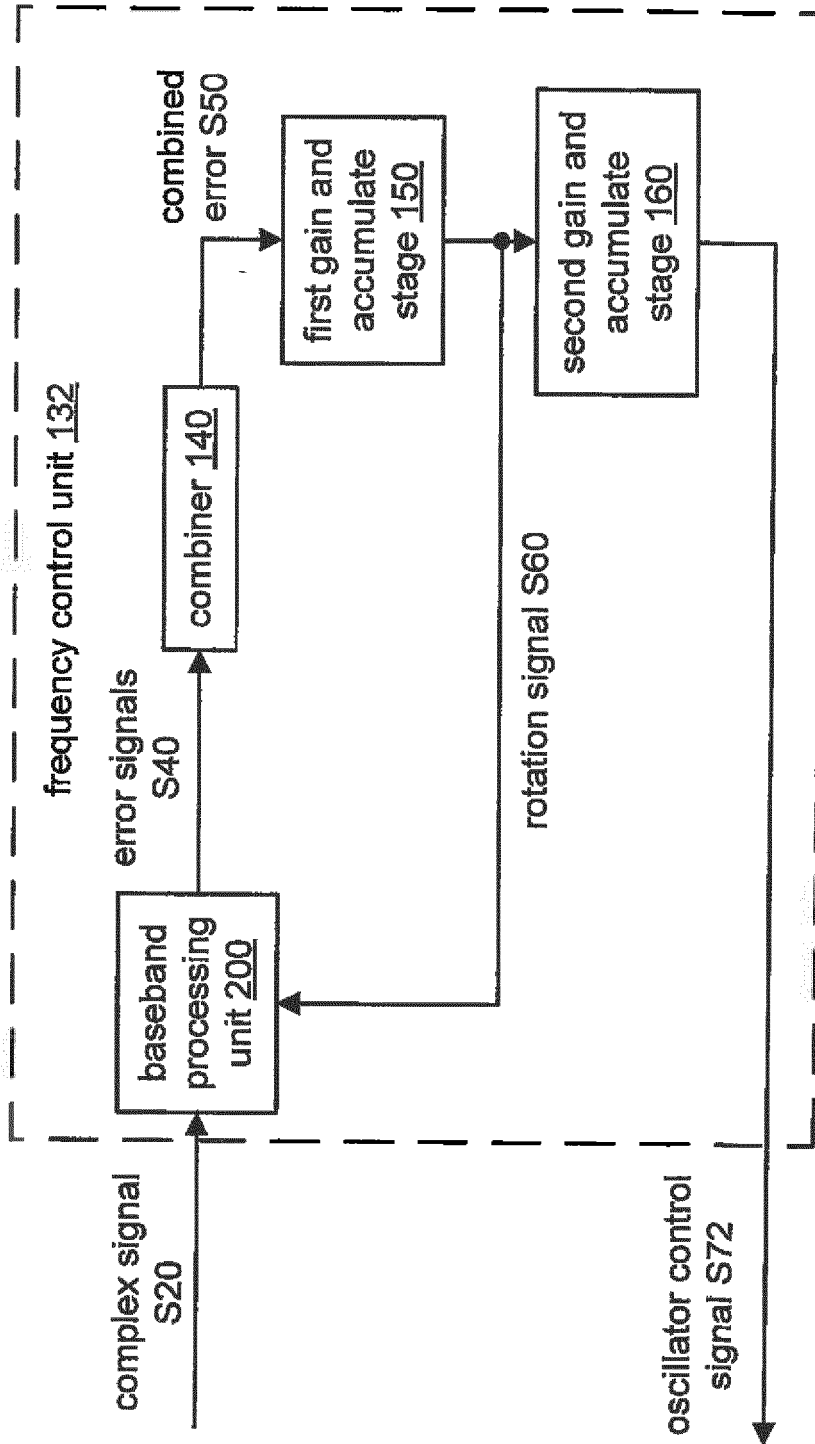 frequency control unit 132
complex signal
S20
baseband
processing
unit 200
error signals
S40
combiner 140
combined
error S50
first gain and
accumulate
stage 150
rotation signal S60
second gain and
accumulate
stage 160
oscillator control
signal S72